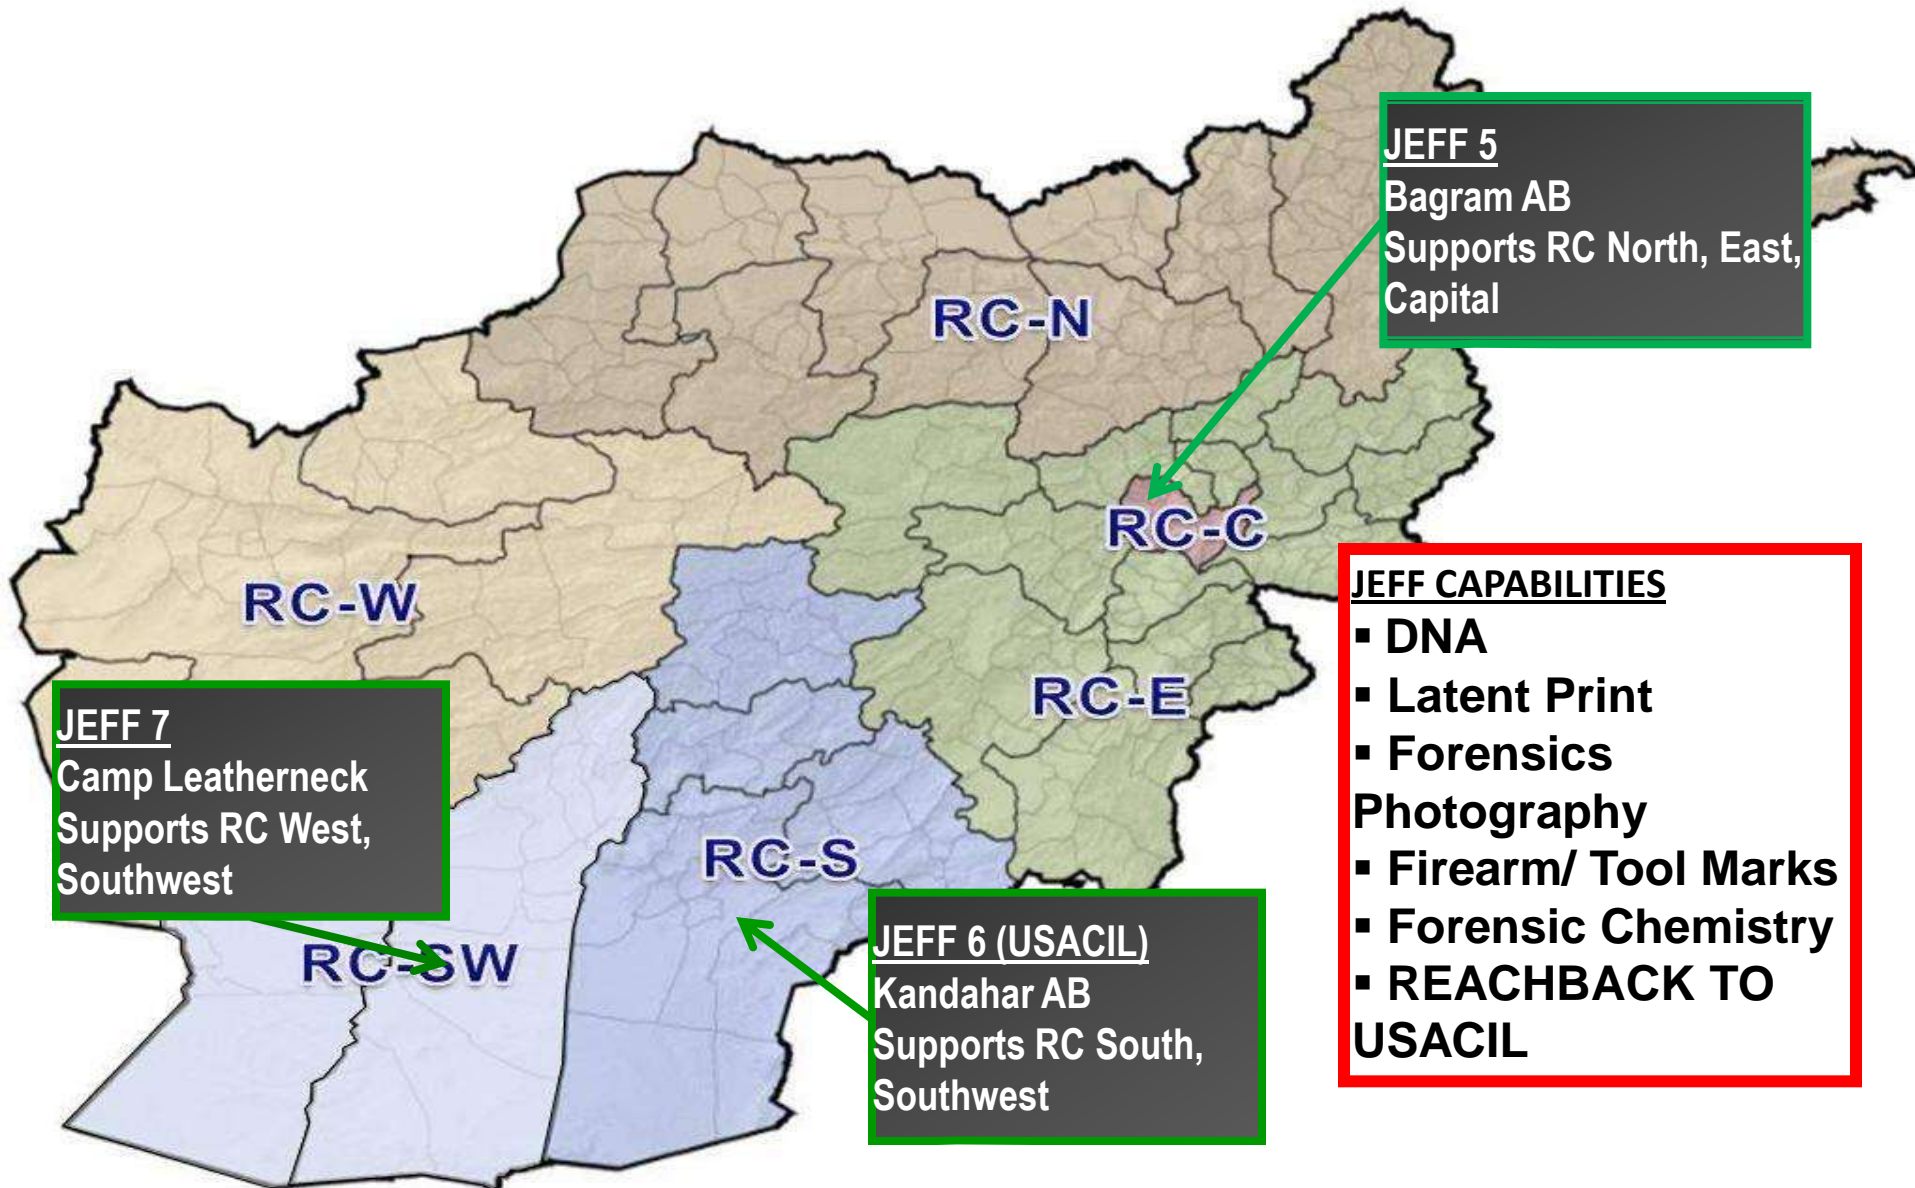 JEFF 5
Bagram AB
Supports RC North, East,
Capital
RC-N
RC-C
RC-W
RC-E
JEFF CAPABILITIES
▪ DNA
▪ Latent Print
▪ Forensics
Photography
▪ Firearm/ Tool Marks
▪ Forensic Chemistry
▪ REACHBACK TO
USACIL
JEFF 7
Camp Leatherneck
Supports RC West,
Southwest
RC-S
RC-SW
JEFF 6 (USACIL)
Kandahar AB
Supports RC South,
Southwest